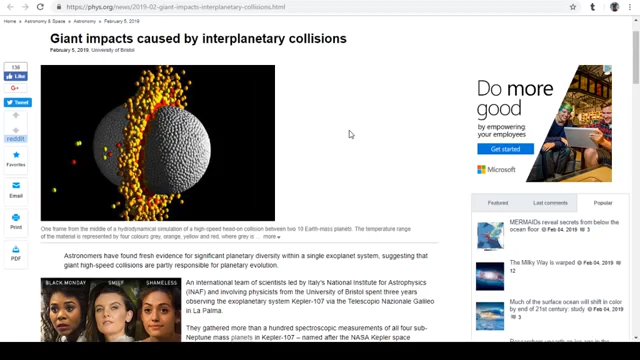 https://phys.org/news/2019-02-giant-impacts-interplanetary-collisions.html
Home » Astronomy & Space » Astronomy » February 5, 2019
Giant impacts caused by interplanetary collisions
February 5, 2019, University of Bristol
136
Like
G+
Tweet
reddit
Favorites
Email
Print
PDF
One frame from the middle of a hydrodynamical simulation of a high-speed head-on collision between two 10 Earth-mass planets. The temperature range
of the material is represented by four colours grey, orange, yellow and red, where grey is . . . more
Astronomers have found fresh evidence for significant planetary diversity within a single exoplanet system, suggesting that
giant high-speed collisions are partly responsible for planetary evolution.
BLACK MONDAY SMILF SHAMELESS
An international team of scientists led by Italy's National Institute for Astrophysics
(INAF) and involving physicists from the University of Bristol spent three years
observing the exoplanetary system Kepler-107 via the Telescopio Nazionale Galileo
in La Palma.
They gathered more than a hundred spectroscopic measurements of all four sub-
Neptune mass planets in Kepler-107 – named after the NASA Kepler space
Do more
good
by empowering
your employees
Get started
Microsoft
Featured Last comments Popular
MERMAIDs reveal secrets from below the
ocean floor Feb 04, 2019 3
The Milky Way is warped Feb 04, 2019
12
Much of the surface ocean will shift in color
by end of 21st century: study Feb 04, 2019
3